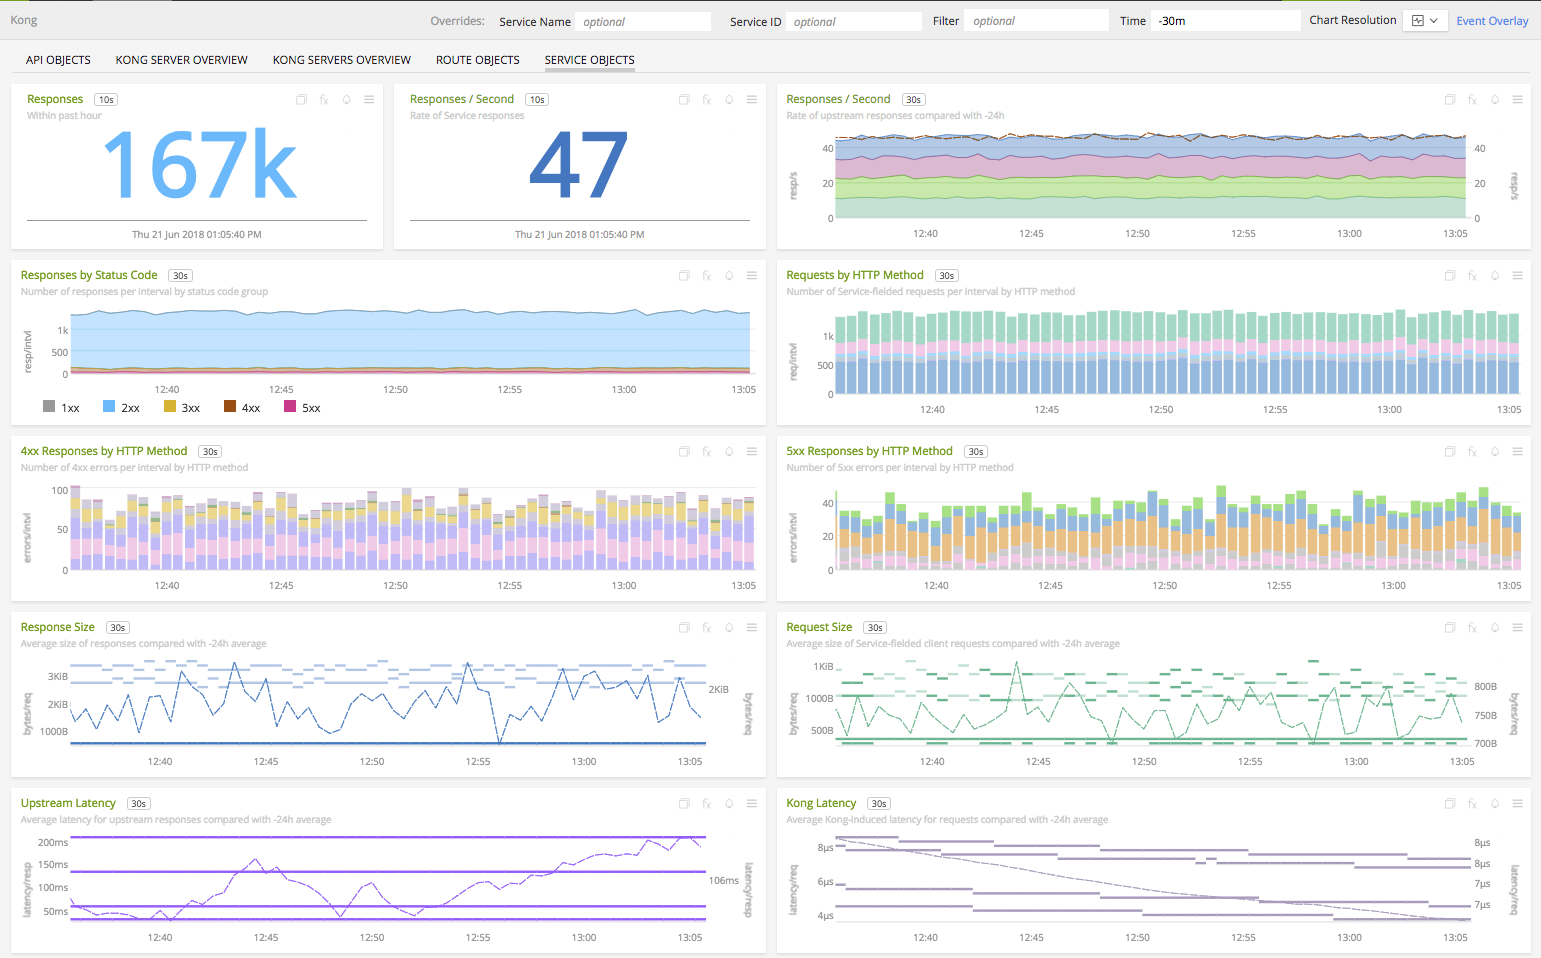 Kong Overrides: Service Name optional Service ID optional Filter optional Time -30m Chart Resolution Event Overlay
API OBJECTS KONG SERVER OVERVIEW KONG SERVERS OVERVIEW ROUTE OBJECTS SERVICE OBJECTS
Responses 10s
Within past hour
167k
Thu 21 Jun 2018 01:05:40 PM
Responses / Second 10s
Rate of Service responses
47
Thu 21 Jun 2018 01:05:40 PM
Responses / Second 30s
Rate of upstream responses compared with -24h
resp/s
40
20
0
40
20
0
resp/s
12:40 12:45 12:50 12:55 13:00 13:05
Responses by Status Code 30s
Number of responses per interval by status code group
resp/intvl
1k
500
0
12:40 12:45 12:50 12:55 13:00 13:05
1xx 2xx 3xx 4xx 5xx
Requests by HTTP Method 30s
Number of Service-fielded requests per interval by HTTP method
req/intvl
1k
500
0
12:40 12:45 12:50 12:55 13:00 13:05
4xx Responses by HTTP Method 30s
Number of 4xx errors per interval by HTTP method
errors/intvl
100
50
0
12:40 12:45 12:50 12:55 13:00 13:05
5xx Responses by HTTP Method 30s
Number of 5xx errors per interval by HTTP method
errors/intvl
40
20
0
12:40 12:45 12:50 12:55 13:00 13:05
Response Size 30s
Average size of responses compared with -24h average
bytes/req
3KiB
2KiB
1000B
2KiB
bytes/req
12:40 12:45 12:50 12:55 13:00 13:05
Request Size 30s
Average size of Service-fielded client requests compared with -24h average
bytes/req
1KiB
1000B
500B
800B
750B
700B
bytes/req
12:40 12:45 12:50 12:55 13:00 13:05
Upstream Latency 30s
Average latency for upstream responses compared with -24h average
latency/resp
200ms
150ms
100ms
50ms
106ms
latency/resp
12:40 12:45 12:50 12:55 13:00 13:05
Kong Latency 30s
Average Kong-induced latency for requests compared with -24h average
latency/req
8µs
6µs
4µs
8µs
8µs
7µs
7µs
latency/req
12:40 12:45 12:50 12:55 13:00 13:05